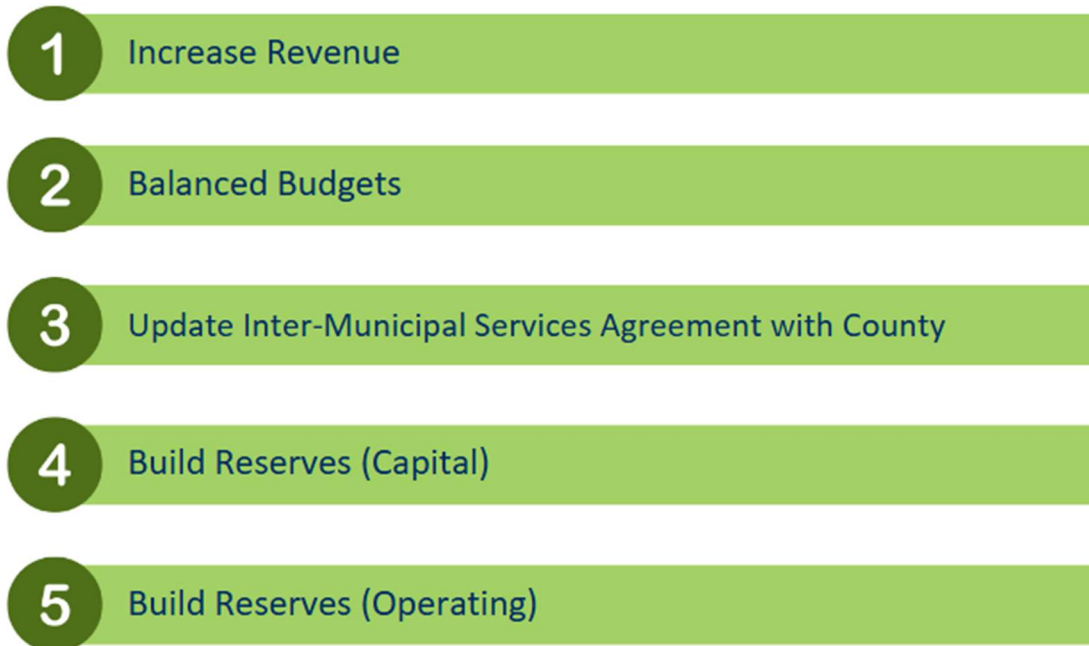 1 Increase Revenue
2 Balanced Budgets
3 Update Inter-Municipal Services Agreement with County
4 Build Reserves (Capital)
5 Build Reserves (Operating)